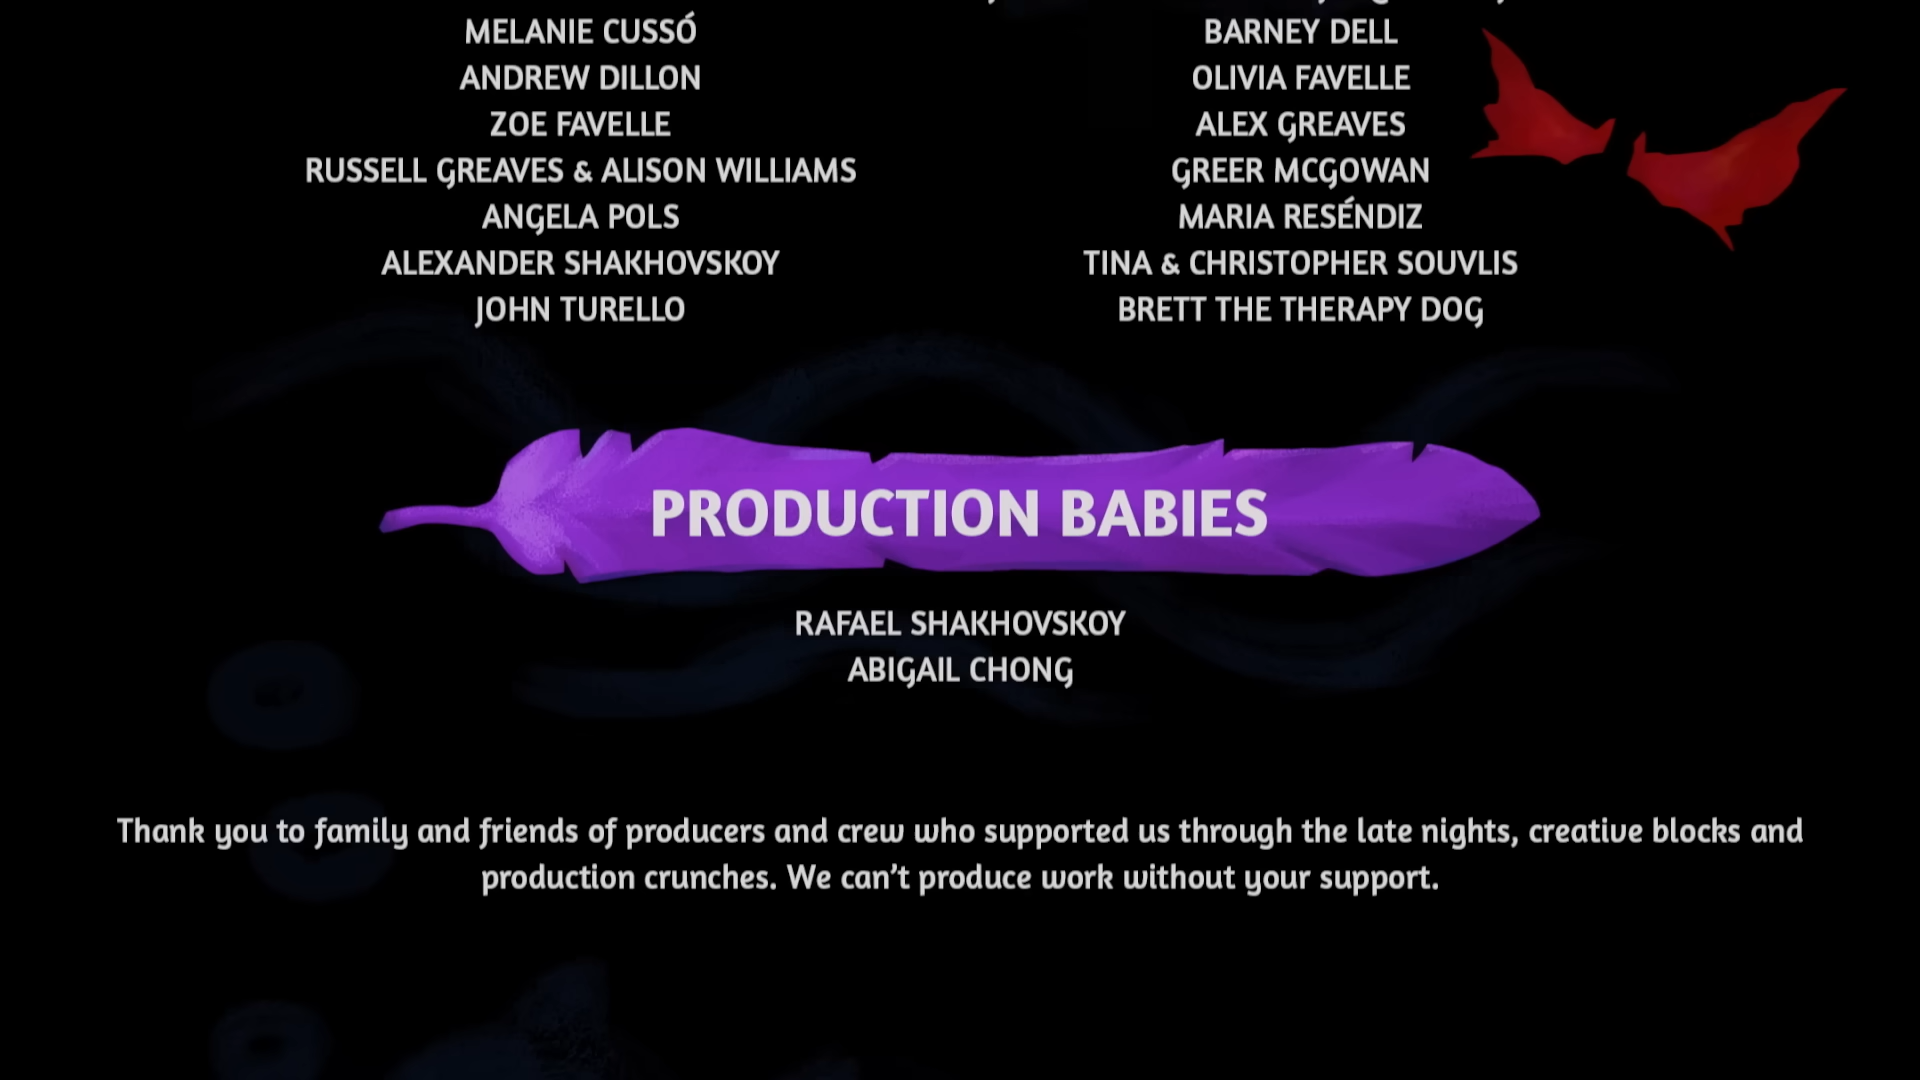 MELANIE CUSSÓ
BARNEY DELL
ANDREW DILLON
OLIVIA FAVELLE
ZOE FAVELLE
ALEX GREAVES
RUSSELL GREAVES & ALISON WILLIAMS
GREER MCGOWAN
ANGELA POLS
MARIA RESÉNDIZ
ALEXANDER SHAKHOVSKOY
TINA & CHRISTOPHER SOUVLIS
JOHN TURELLO
BRETT THE THERAPY DOG
PRODUCTION BABIES
RAFAEL SHAKHOVSKOY
ABIGAIL CHONG
Thank you to family and friends of producers and crew who supported us through the late nights, creative blocks and
production crunches. We can’t produce work without your support.